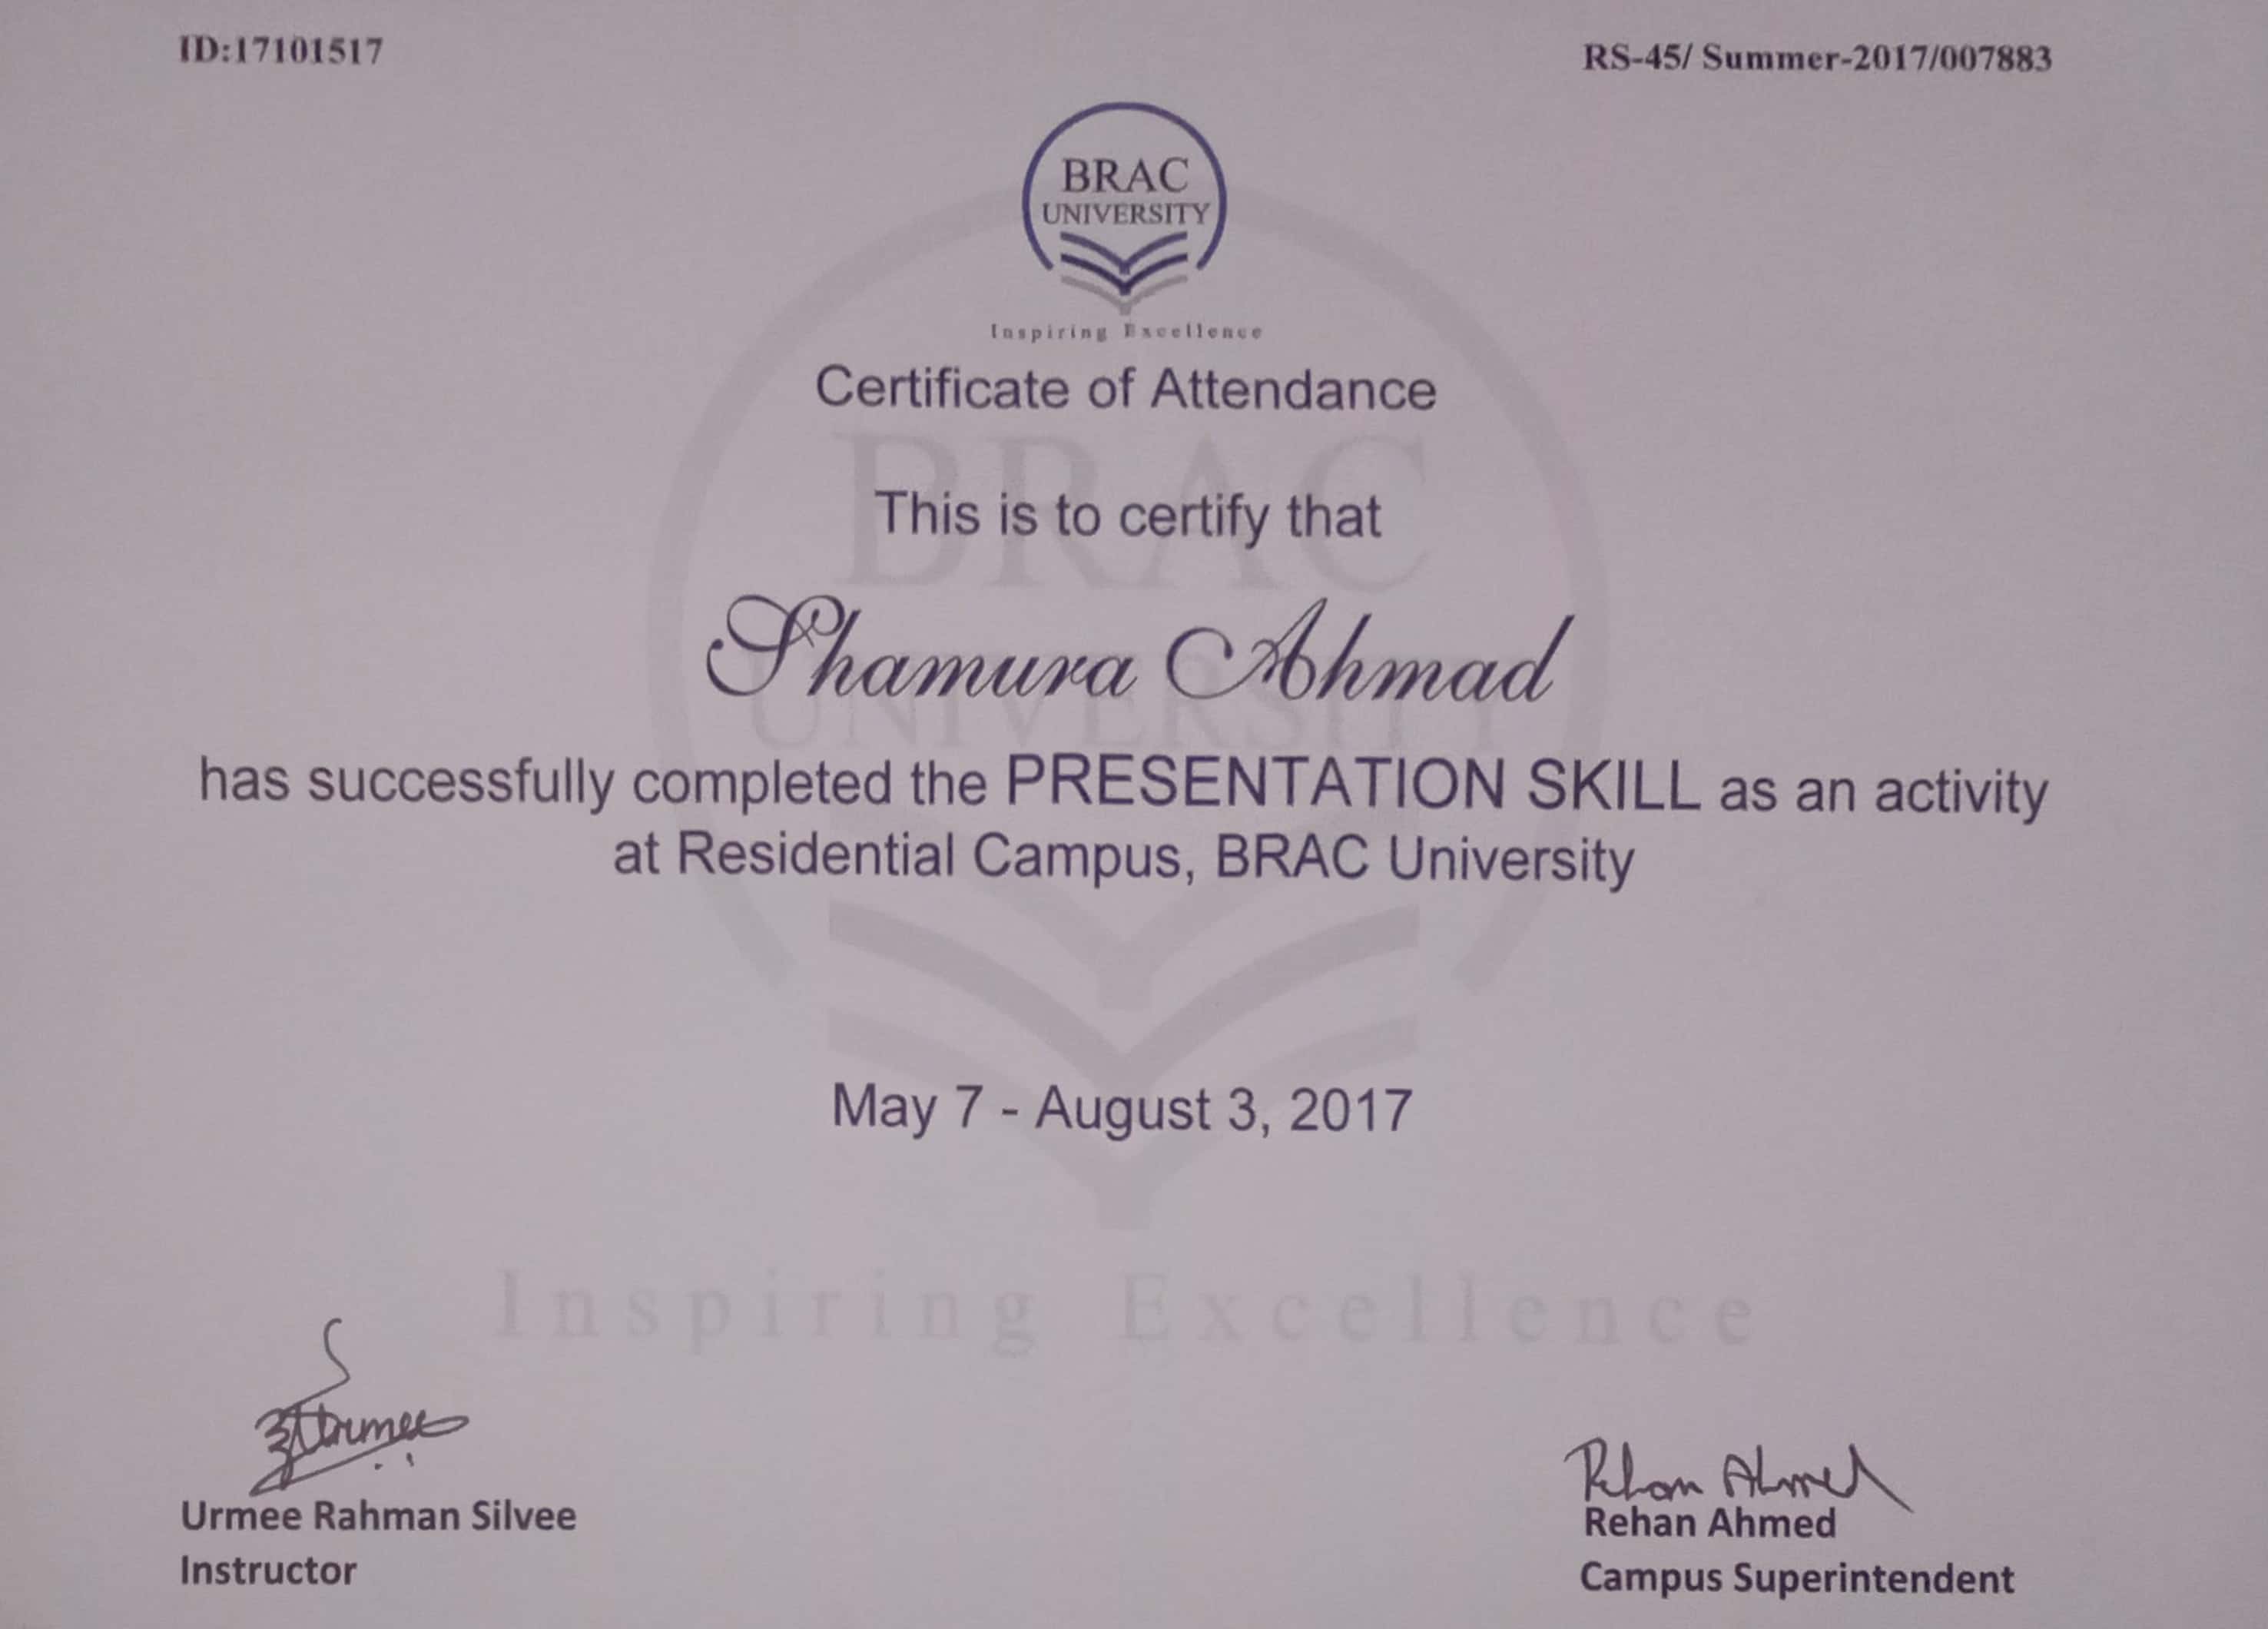 ID:17101517
RS-45/ Summer-2017/007883
BRAC
UNIVERSITY
Inspiring Excellence
Certificate of Attendance
BRAC
This is to certify that
Shamura Ahmad
UNIVERSITY
has successfully completed the PRESENTATION SKILL as an activity
at Residential Campus, BRAC University
May 7 - August 3, 2017
Inspiring Excellence
Urmee
Rehan Ahmed
Urmee Rahman Silvee
Rehan Ahmed
Instructor
Campus Superintendent